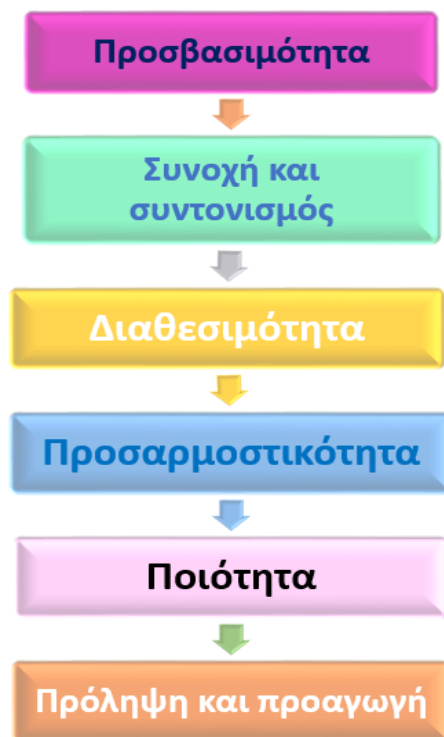 Προσβασιμότητα
Συνοχή και
συντονισμός
Διαθεσιμότητα
Προσαρμοστικότητα
Ποιότητα
Πρόληψη και προαγωγή